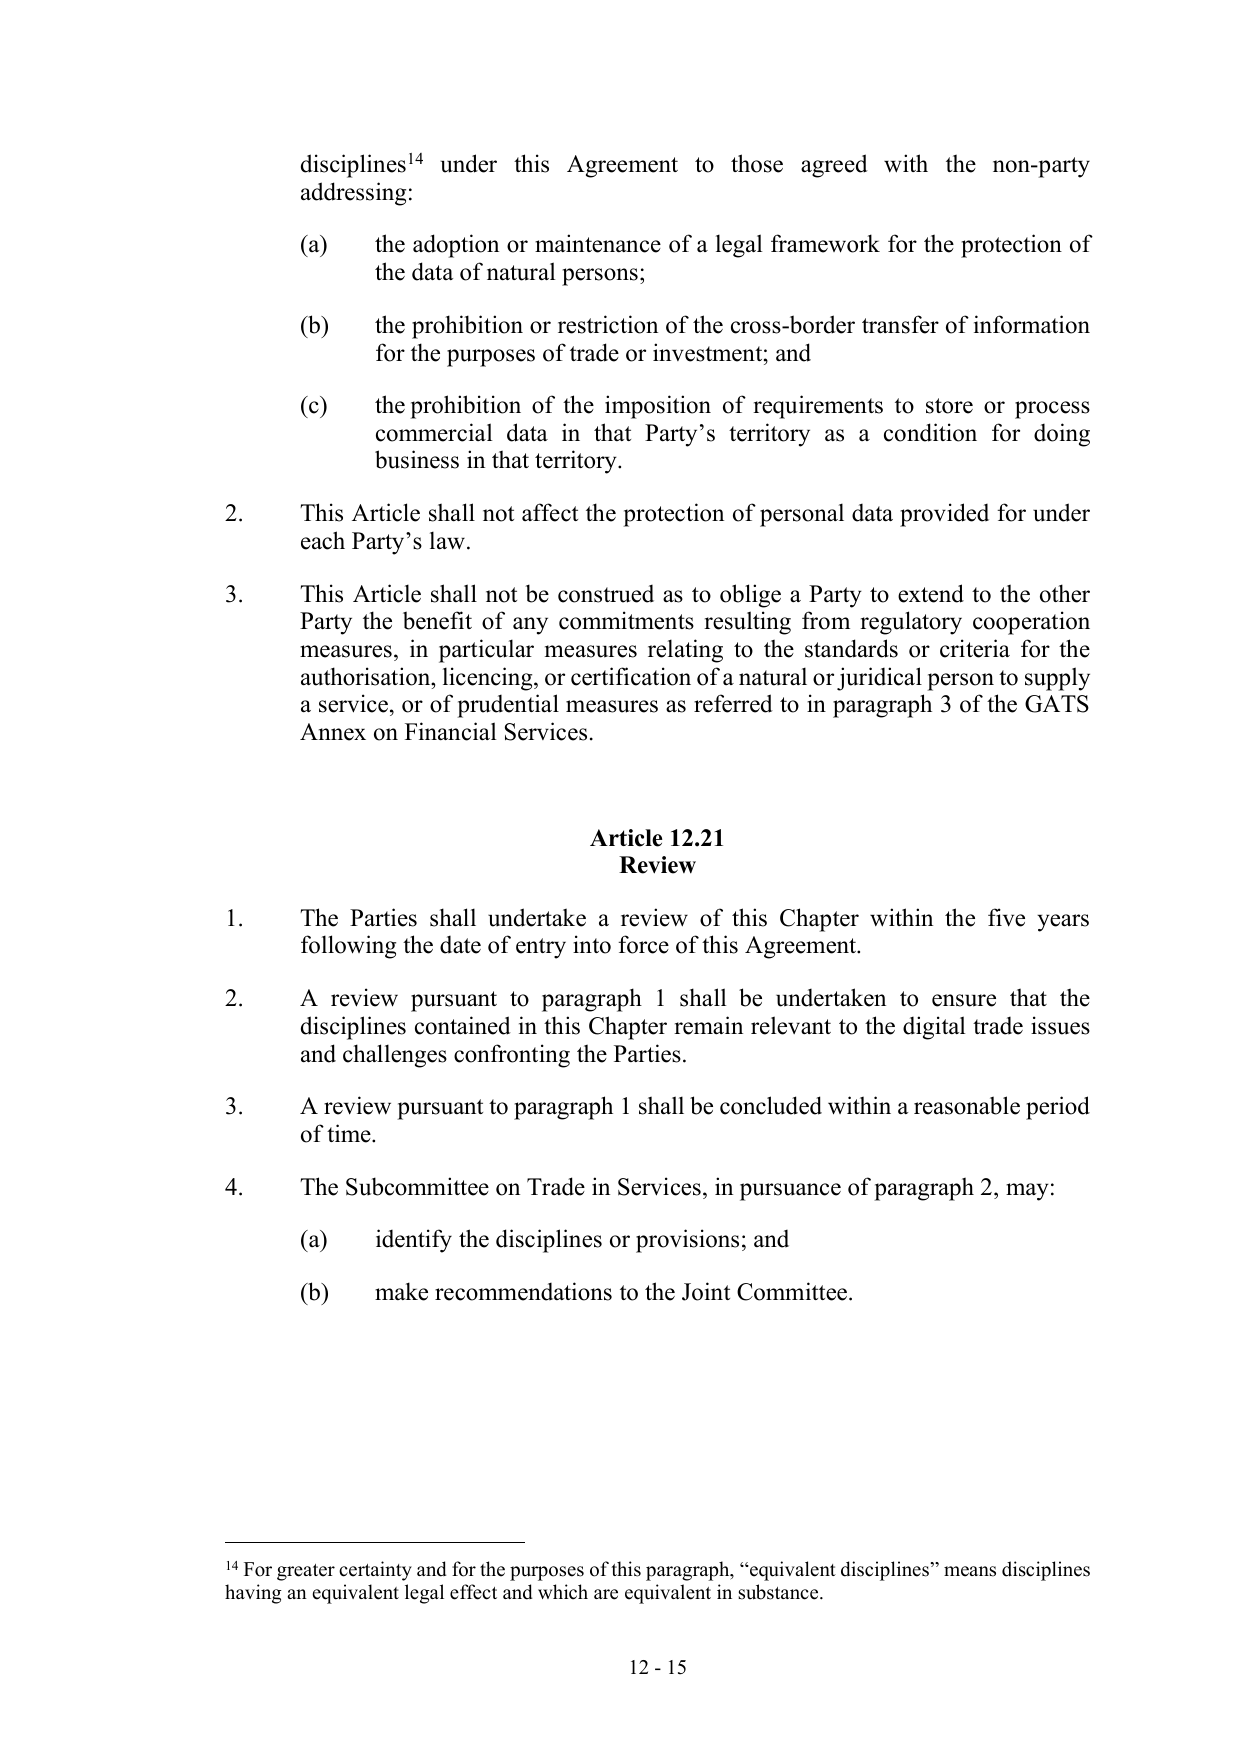 disciplines14 under this Agreement to those agreed with the non-party
addressing:
(a) the adoption or maintenance of a legal framework for the protection of
the data of natural persons;
(b) the prohibition or restriction of the cross-border transfer of information
for the purposes of trade or investment; and
(c) the prohibition of the imposition of requirements to store or process
commercial data in that Party’s territory as a condition for doing
business in that territory.
2. This Article shall not affect the protection of personal data provided for under
each Party’s law.
3. This Article shall not be construed as to oblige a Party to extend to the other
Party the benefit of any commitments resulting from regulatory cooperation
measures, in particular measures relating to the standards or criteria for the
authorisation, licencing, or certification of a natural or juridical person to supply
a service, or of prudential measures as referred to in paragraph 3 of the GATS
Annex on Financial Services.
Article 12.21
Review
1. The Parties shall undertake a review of this Chapter within the five years
following the date of entry into force of this Agreement.
2. A review pursuant to paragraph 1 shall be undertaken to ensure that the
disciplines contained in this Chapter remain relevant to the digital trade issues
and challenges confronting the Parties.
3. A review pursuant to paragraph 1 shall be concluded within a reasonable period
of time.
4. The Subcommittee on Trade in Services, in pursuance of paragraph 2, may:
(a) identify the disciplines or provisions; and
(b) make recommendations to the Joint Committee.
14 For greater certainty and for the purposes of this paragraph, “equivalent disciplines” means disciplines
having an equivalent legal effect and which are equivalent in substance.
12 - 15